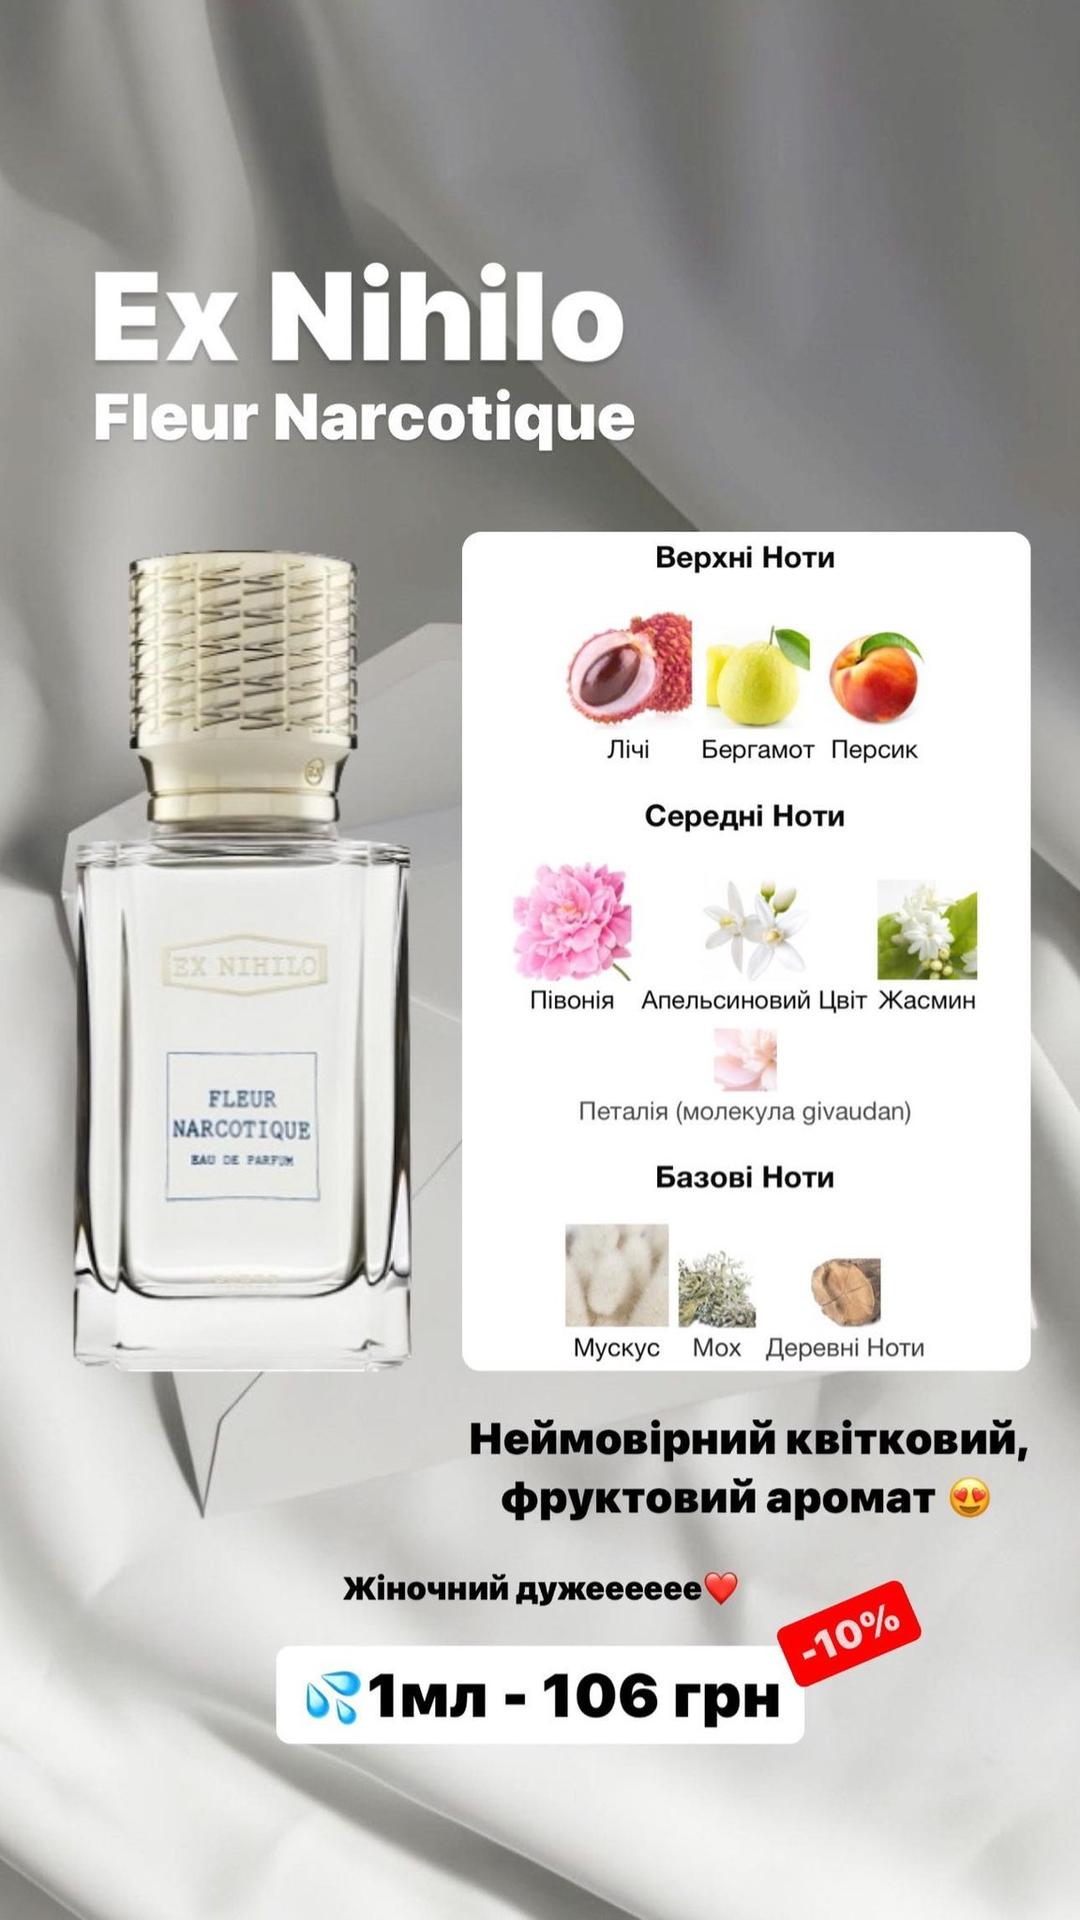 Ex Nihilo
Fleur Narcotique
Верхні Ноти
Лічі Бергамот Персик
Середні Ноти
Півонія Апельсиновий Цвіт Жасмин
Петалія (молекула givaudan)
Базові Ноти
Мускус Мох Деревні Ноти
EX NIHILO
FLEUR
NARCOTIQUE
EAU DE PARFUM
Неймовірний квітковий,
фруктовий аромат 😍
Жіночний дужеееееее❤️
-10%
💦1мл - 106 грн